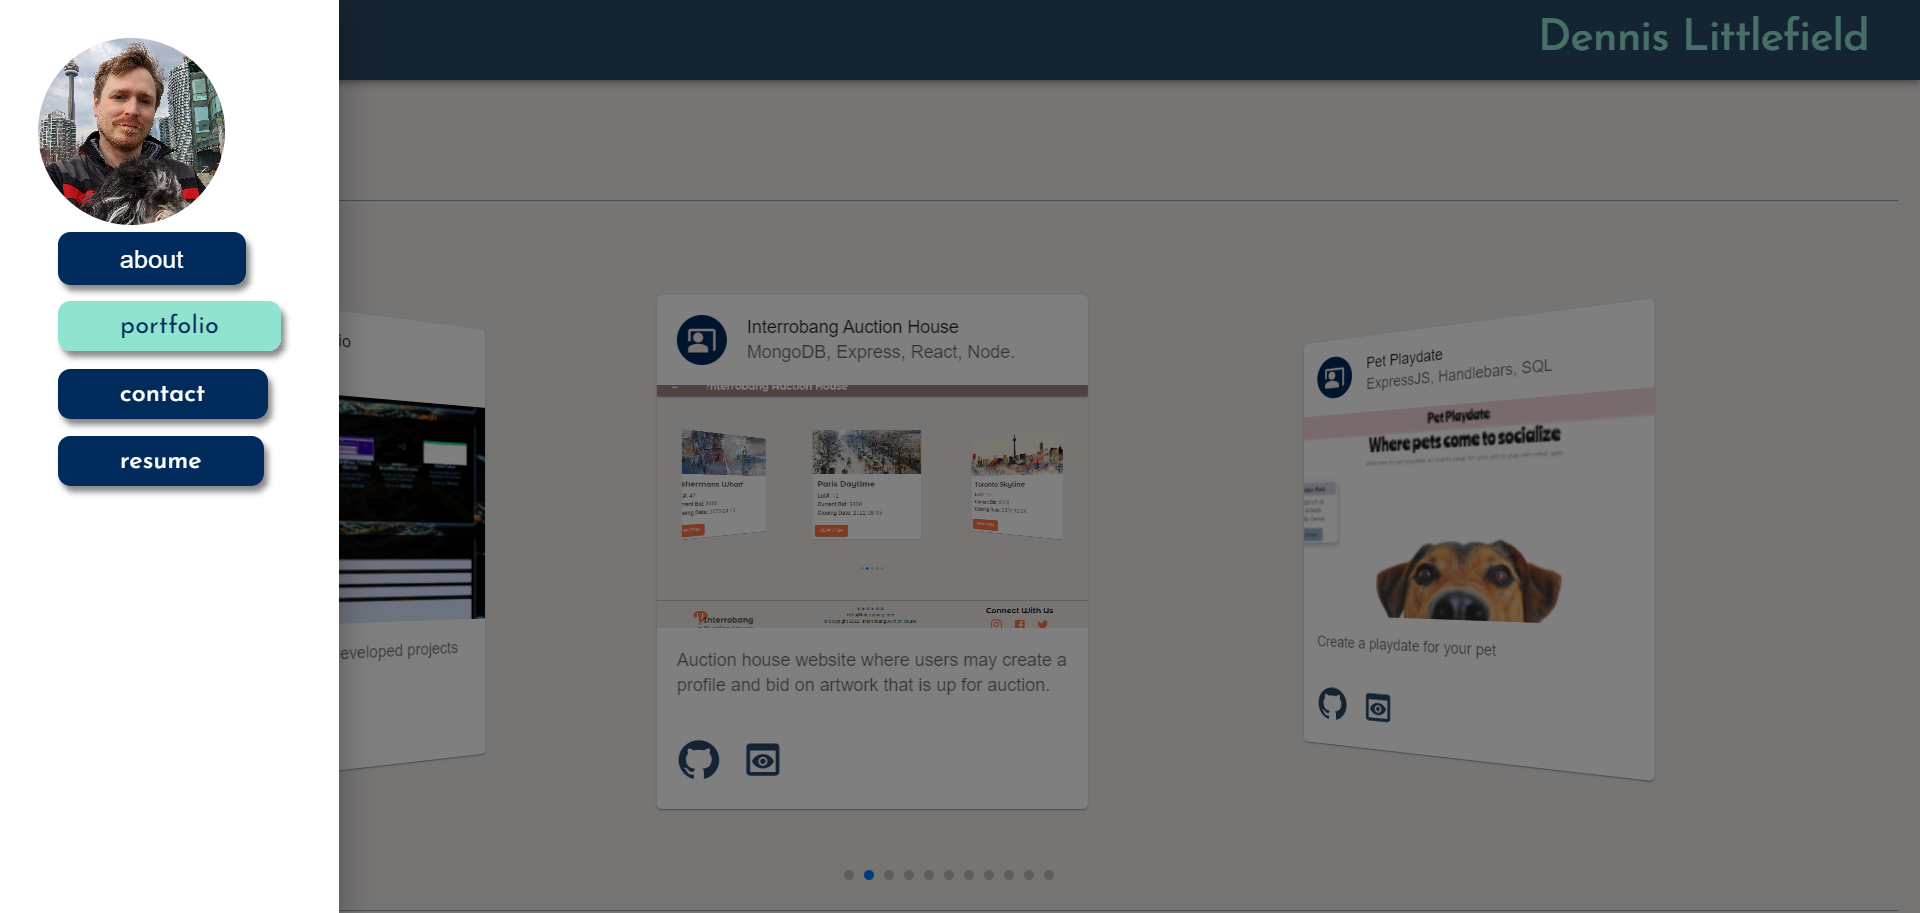 Dennis Littlefield
about
portfolio
contact
resume
io
eveloped projects
Interrobang Auction House
MongoDB, Express, React, Node.
Interrobang Auction House
shermans Wharf
Paris Daytime
Toronto Skyline
Connect With Us
Interrobang
Auction house website where users may create a
profile and bid on artwork that is up for auction.
Pet Playdate
ExpressJS, Handlebars, SQL
Pet Playdate
Where pets come to socialize
Create a playdate for your pet